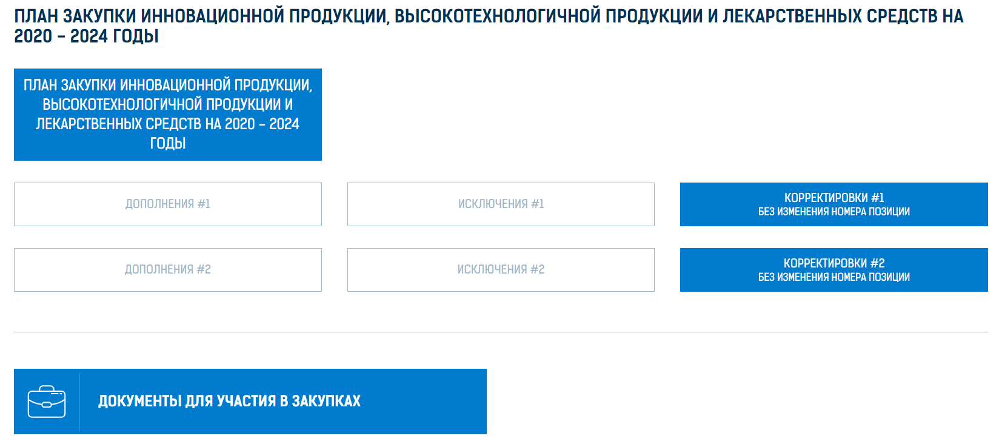 ПЛАН ЗАКУПКИ ИННОВАЦИОННОЙ ПРОДУКЦИИ, ВЫСОКОТЕХНОЛОГИЧНОЙ ПРОДУКЦИИ И ЛЕКАРСТВЕННЫХ СРЕДСТВ НА
2020 – 2024 ГОДЫ
ПЛАН ЗАКУПКИ ИННОВАЦИОННОЙ ПРОДУКЦИИ,
ВЫСОКОТЕХНОЛОГИЧНОЙ ПРОДУКЦИИ И
ЛЕКАРСТВЕННЫХ СРЕДСТВ НА 2020 – 2024
ГОДЫ
ДОПОЛНЕНИЯ #1
ИСКЛЮЧЕНИЯ #1
КОРРЕКТИРОВКИ #1
БЕЗ ИЗМЕНЕНИЯ НОМЕРА ПОЗИЦИИ
ДОПОЛНЕНИЯ #2
ИСКЛЮЧЕНИЯ #2
КОРРЕКТИРОВКИ #2
БЕЗ ИЗМЕНЕНИЯ НОМЕРА ПОЗИЦИИ
ДОКУМЕНТЫ ДЛЯ УЧАСТИЯ В ЗАКУПКАХ